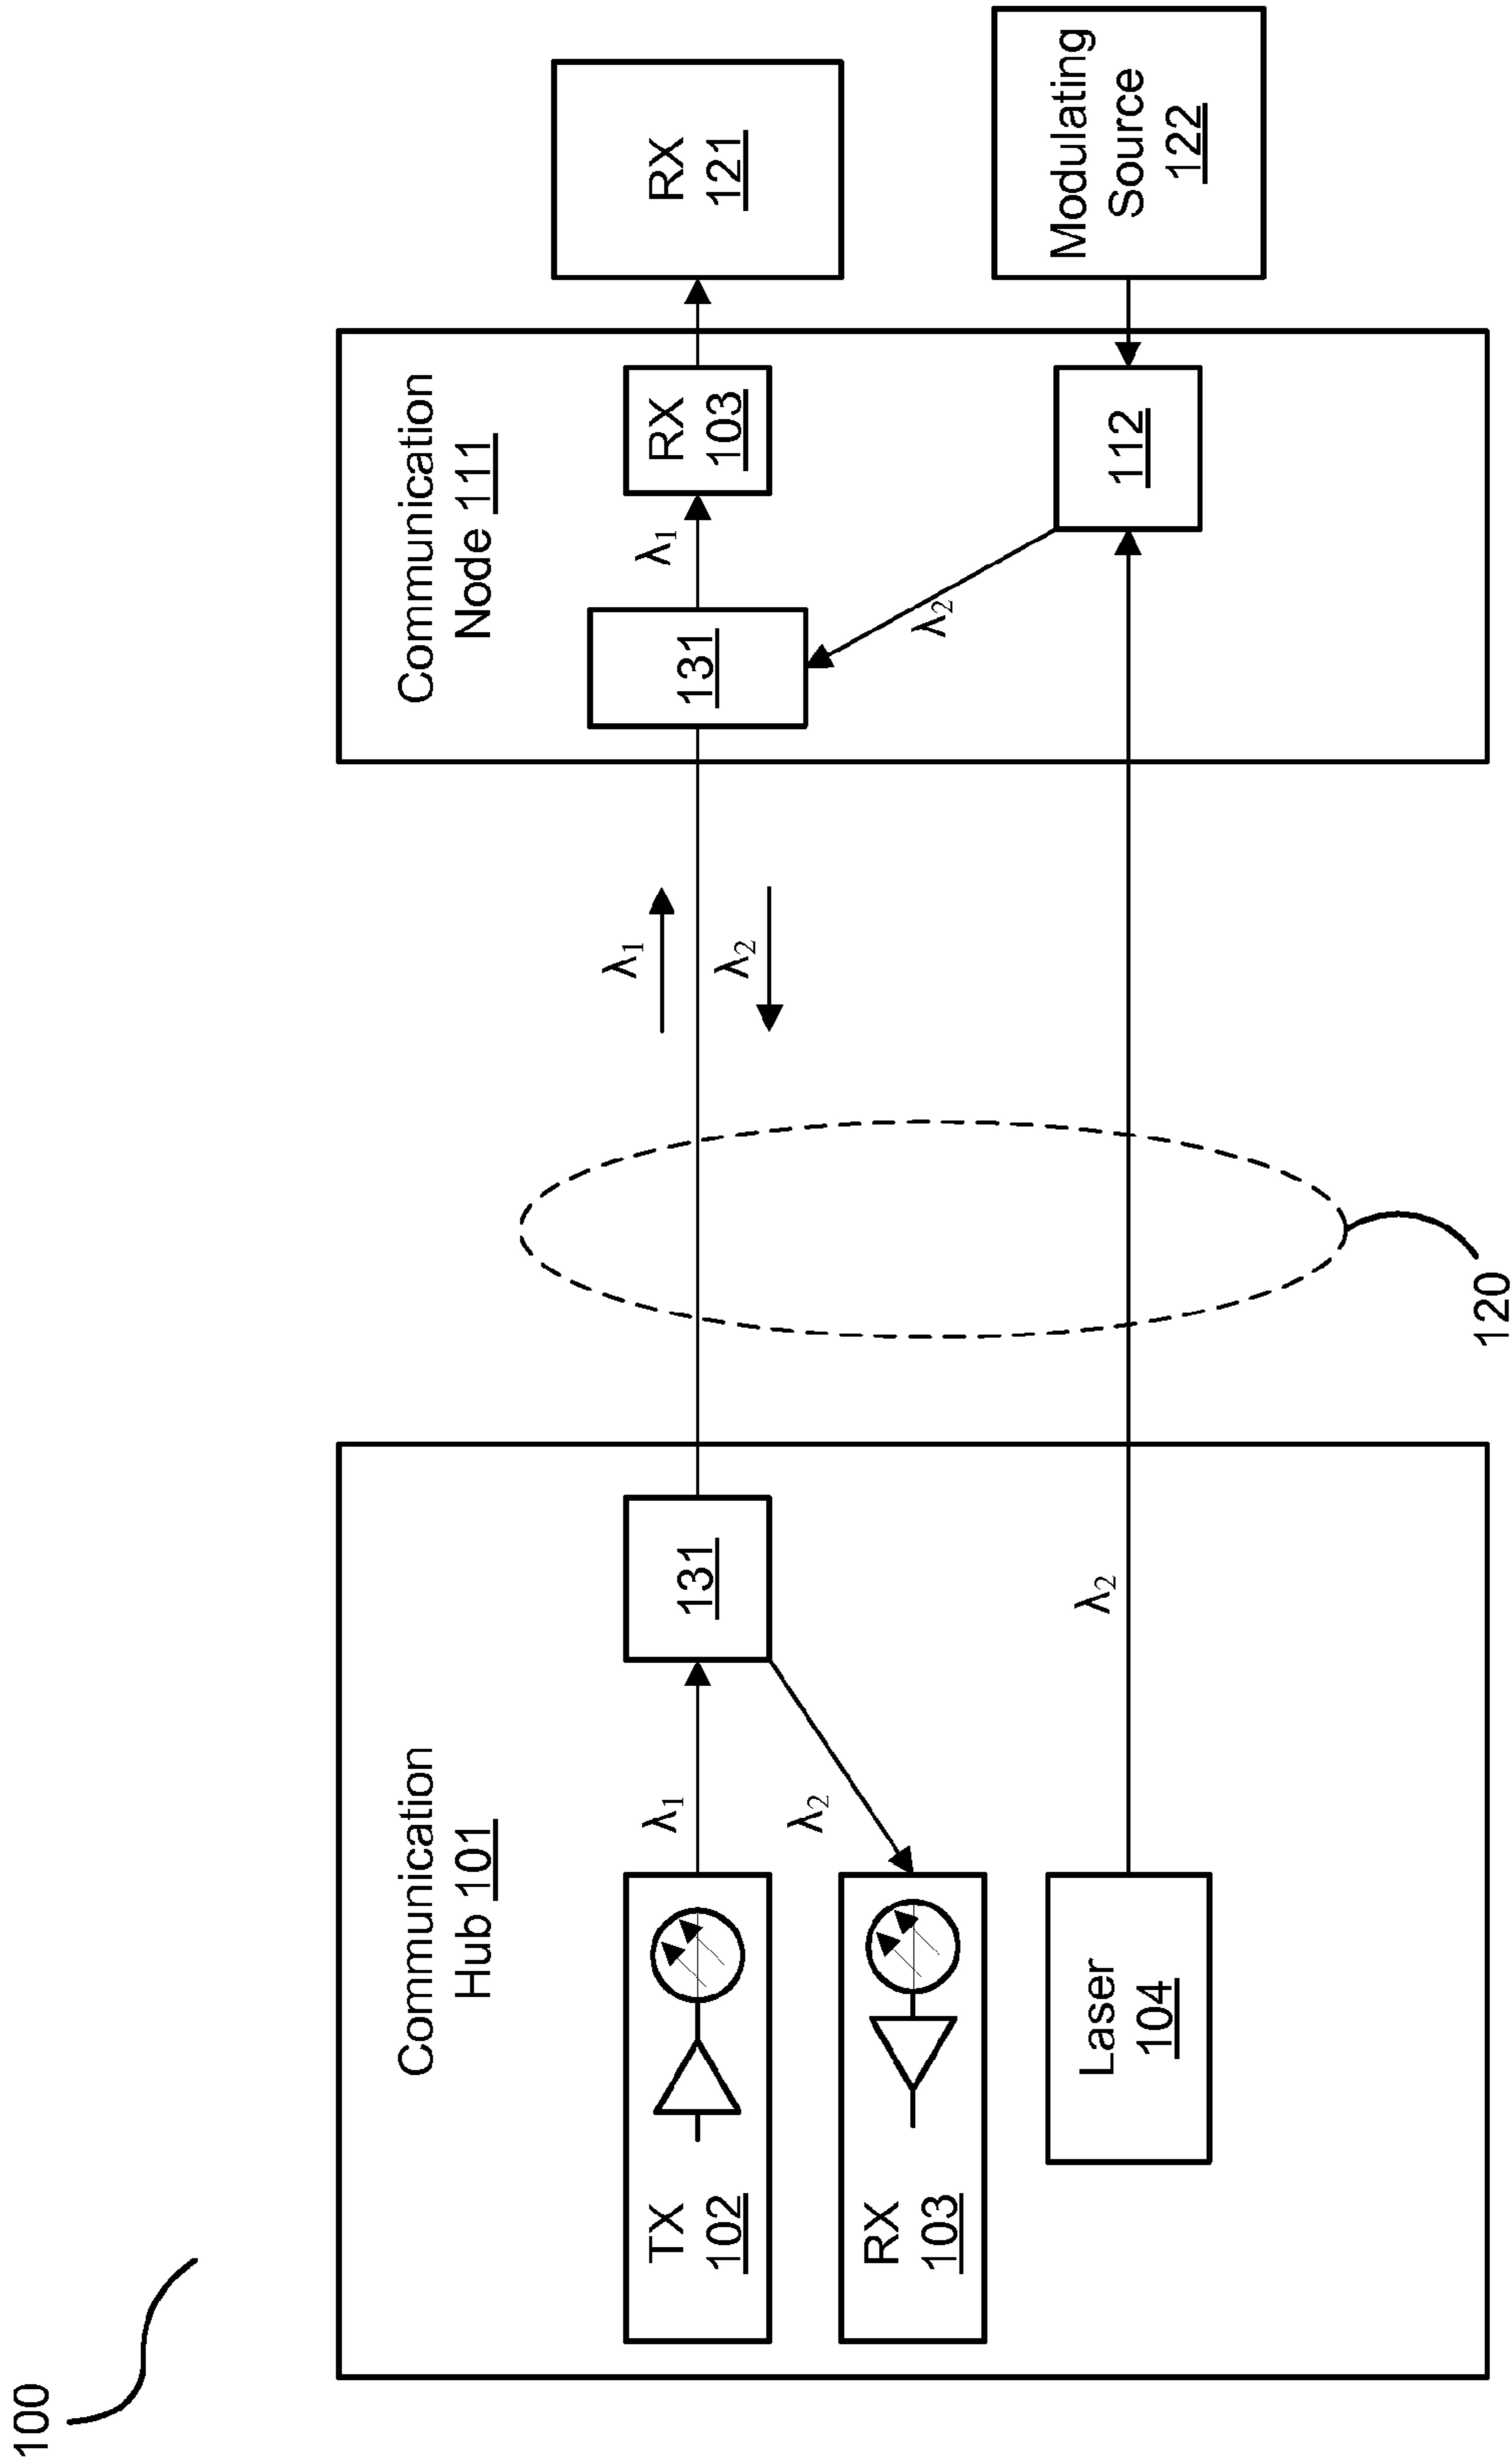 100
Communication
Hub 101
TX
102
λ₁
131
RX
103
λ₂
Laser
104
λ₂
120
λ₁
λ₂
Communication
Node 111
131
λ₁
RX
103
λ₂
112
RX
121
Modulating
Source
122